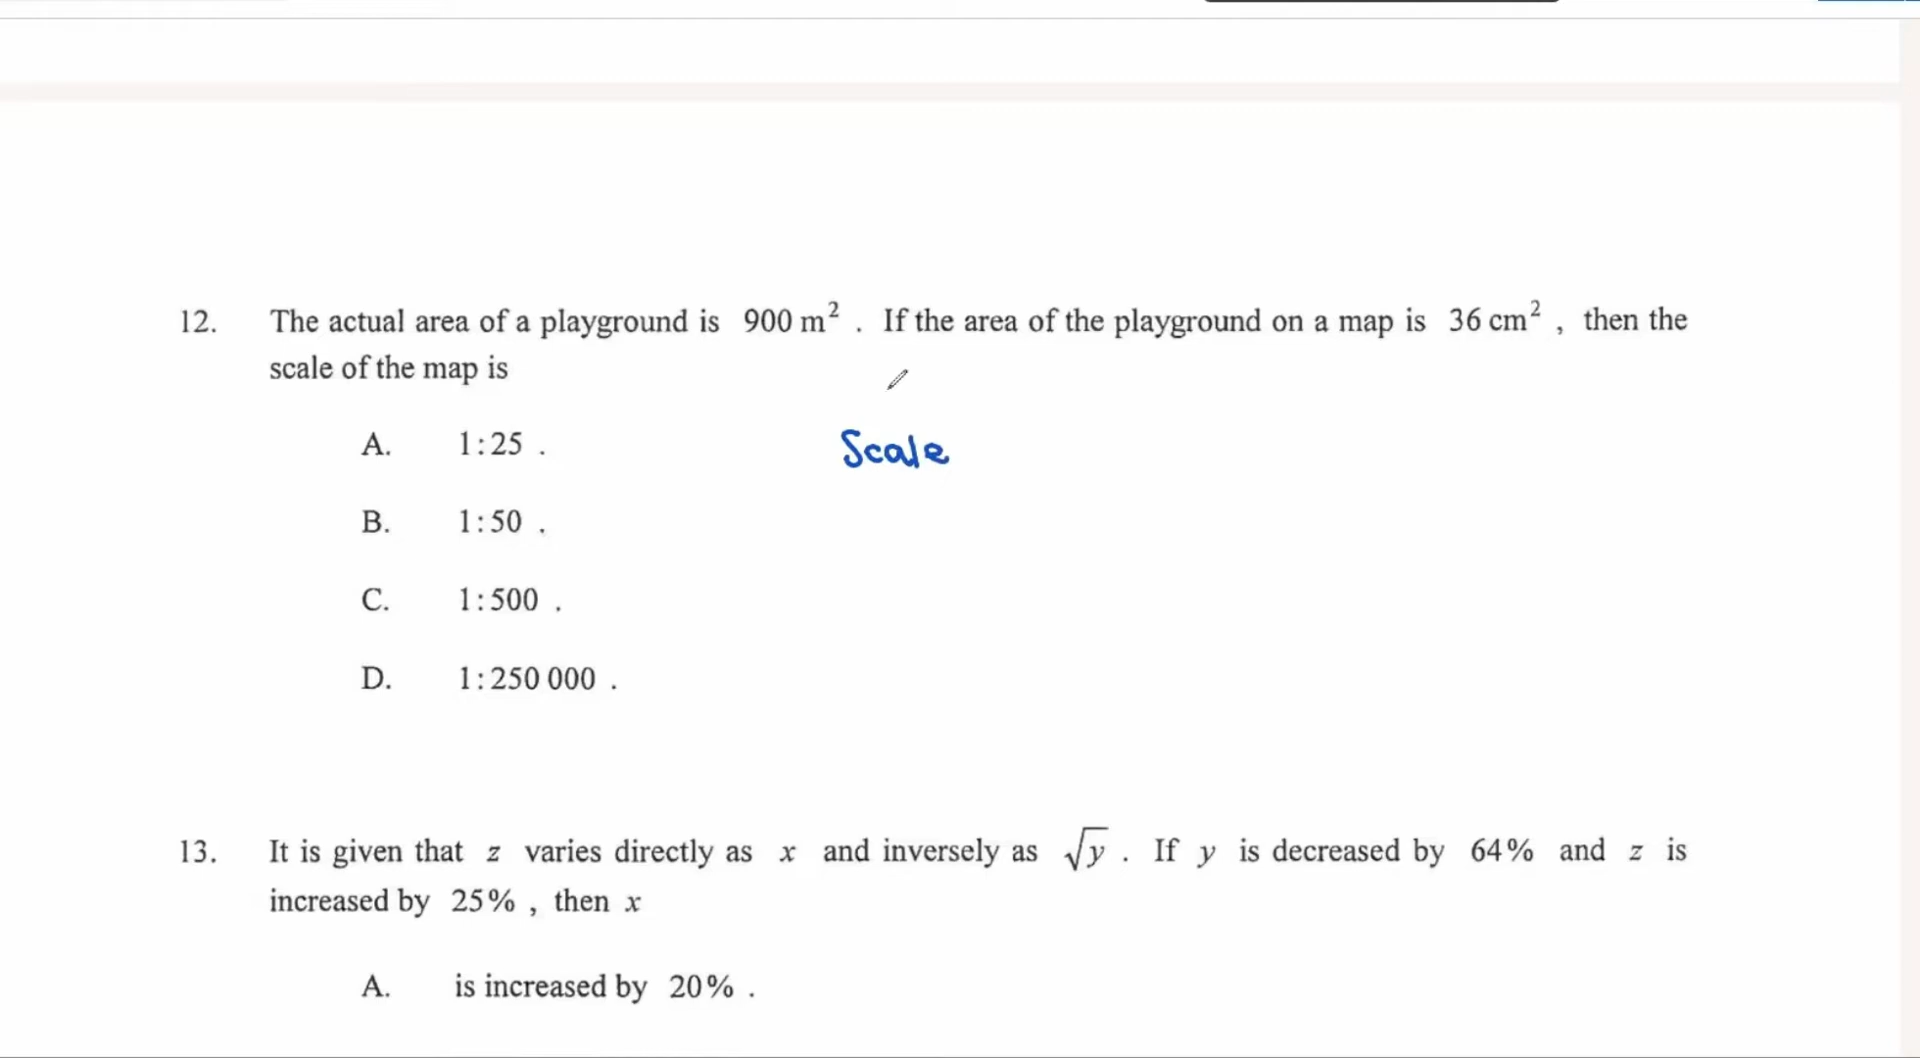 12. The actual area of a playground is 900 m² . If the area of the playground on a map is 36 cm² , then the
scale of the map is
A. 1:25 .
Scale
B. 1:50 .
C. 1:500 .
D. 1:250 000 .
13. It is given that z varies directly as x and inversely as √y . If y is decreased by 64% and z is
increased by 25% , then x
A. is increased by 20% .